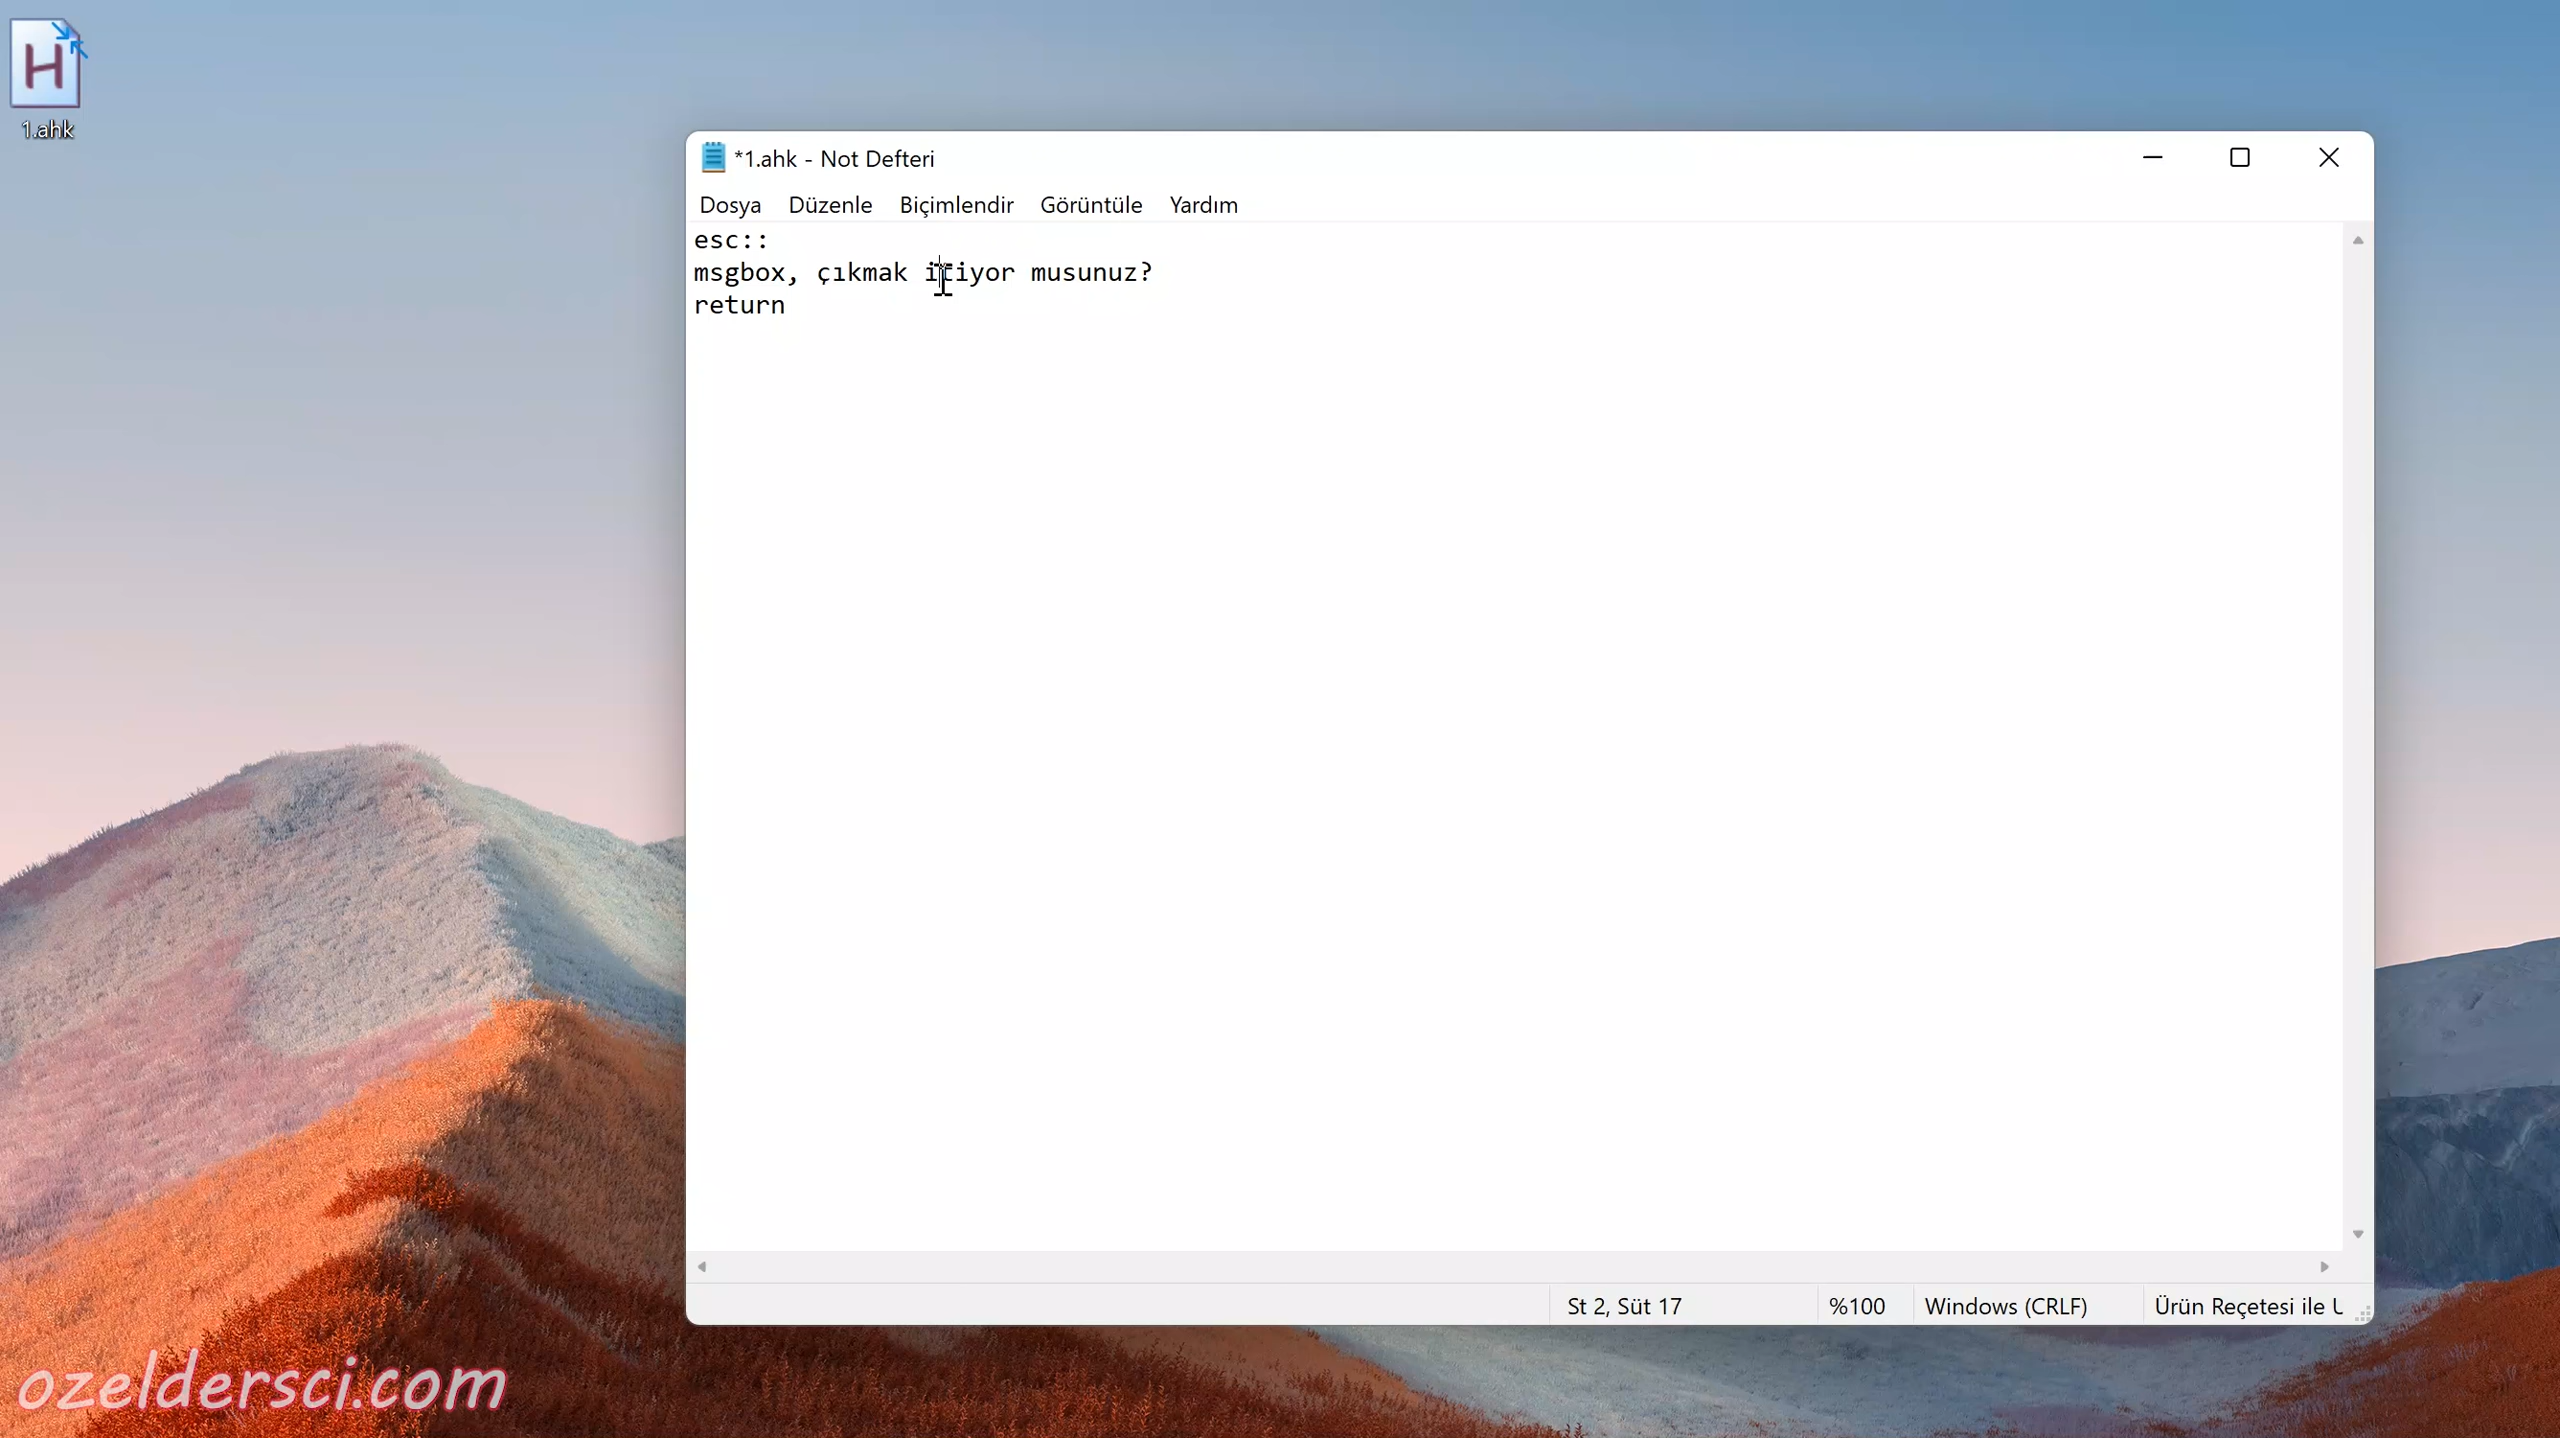 H
1.ahk
*1.ahk - Not Defteri
Dosya Düzenle Biçimlendir Görüntüle Yardım
esc::
msgbox, çıkmak itiyor musunuz?
return
St 2, Süt 17 %100 Windows (CRLF) Ürün Reçetesi ile U
ozeldersci.com